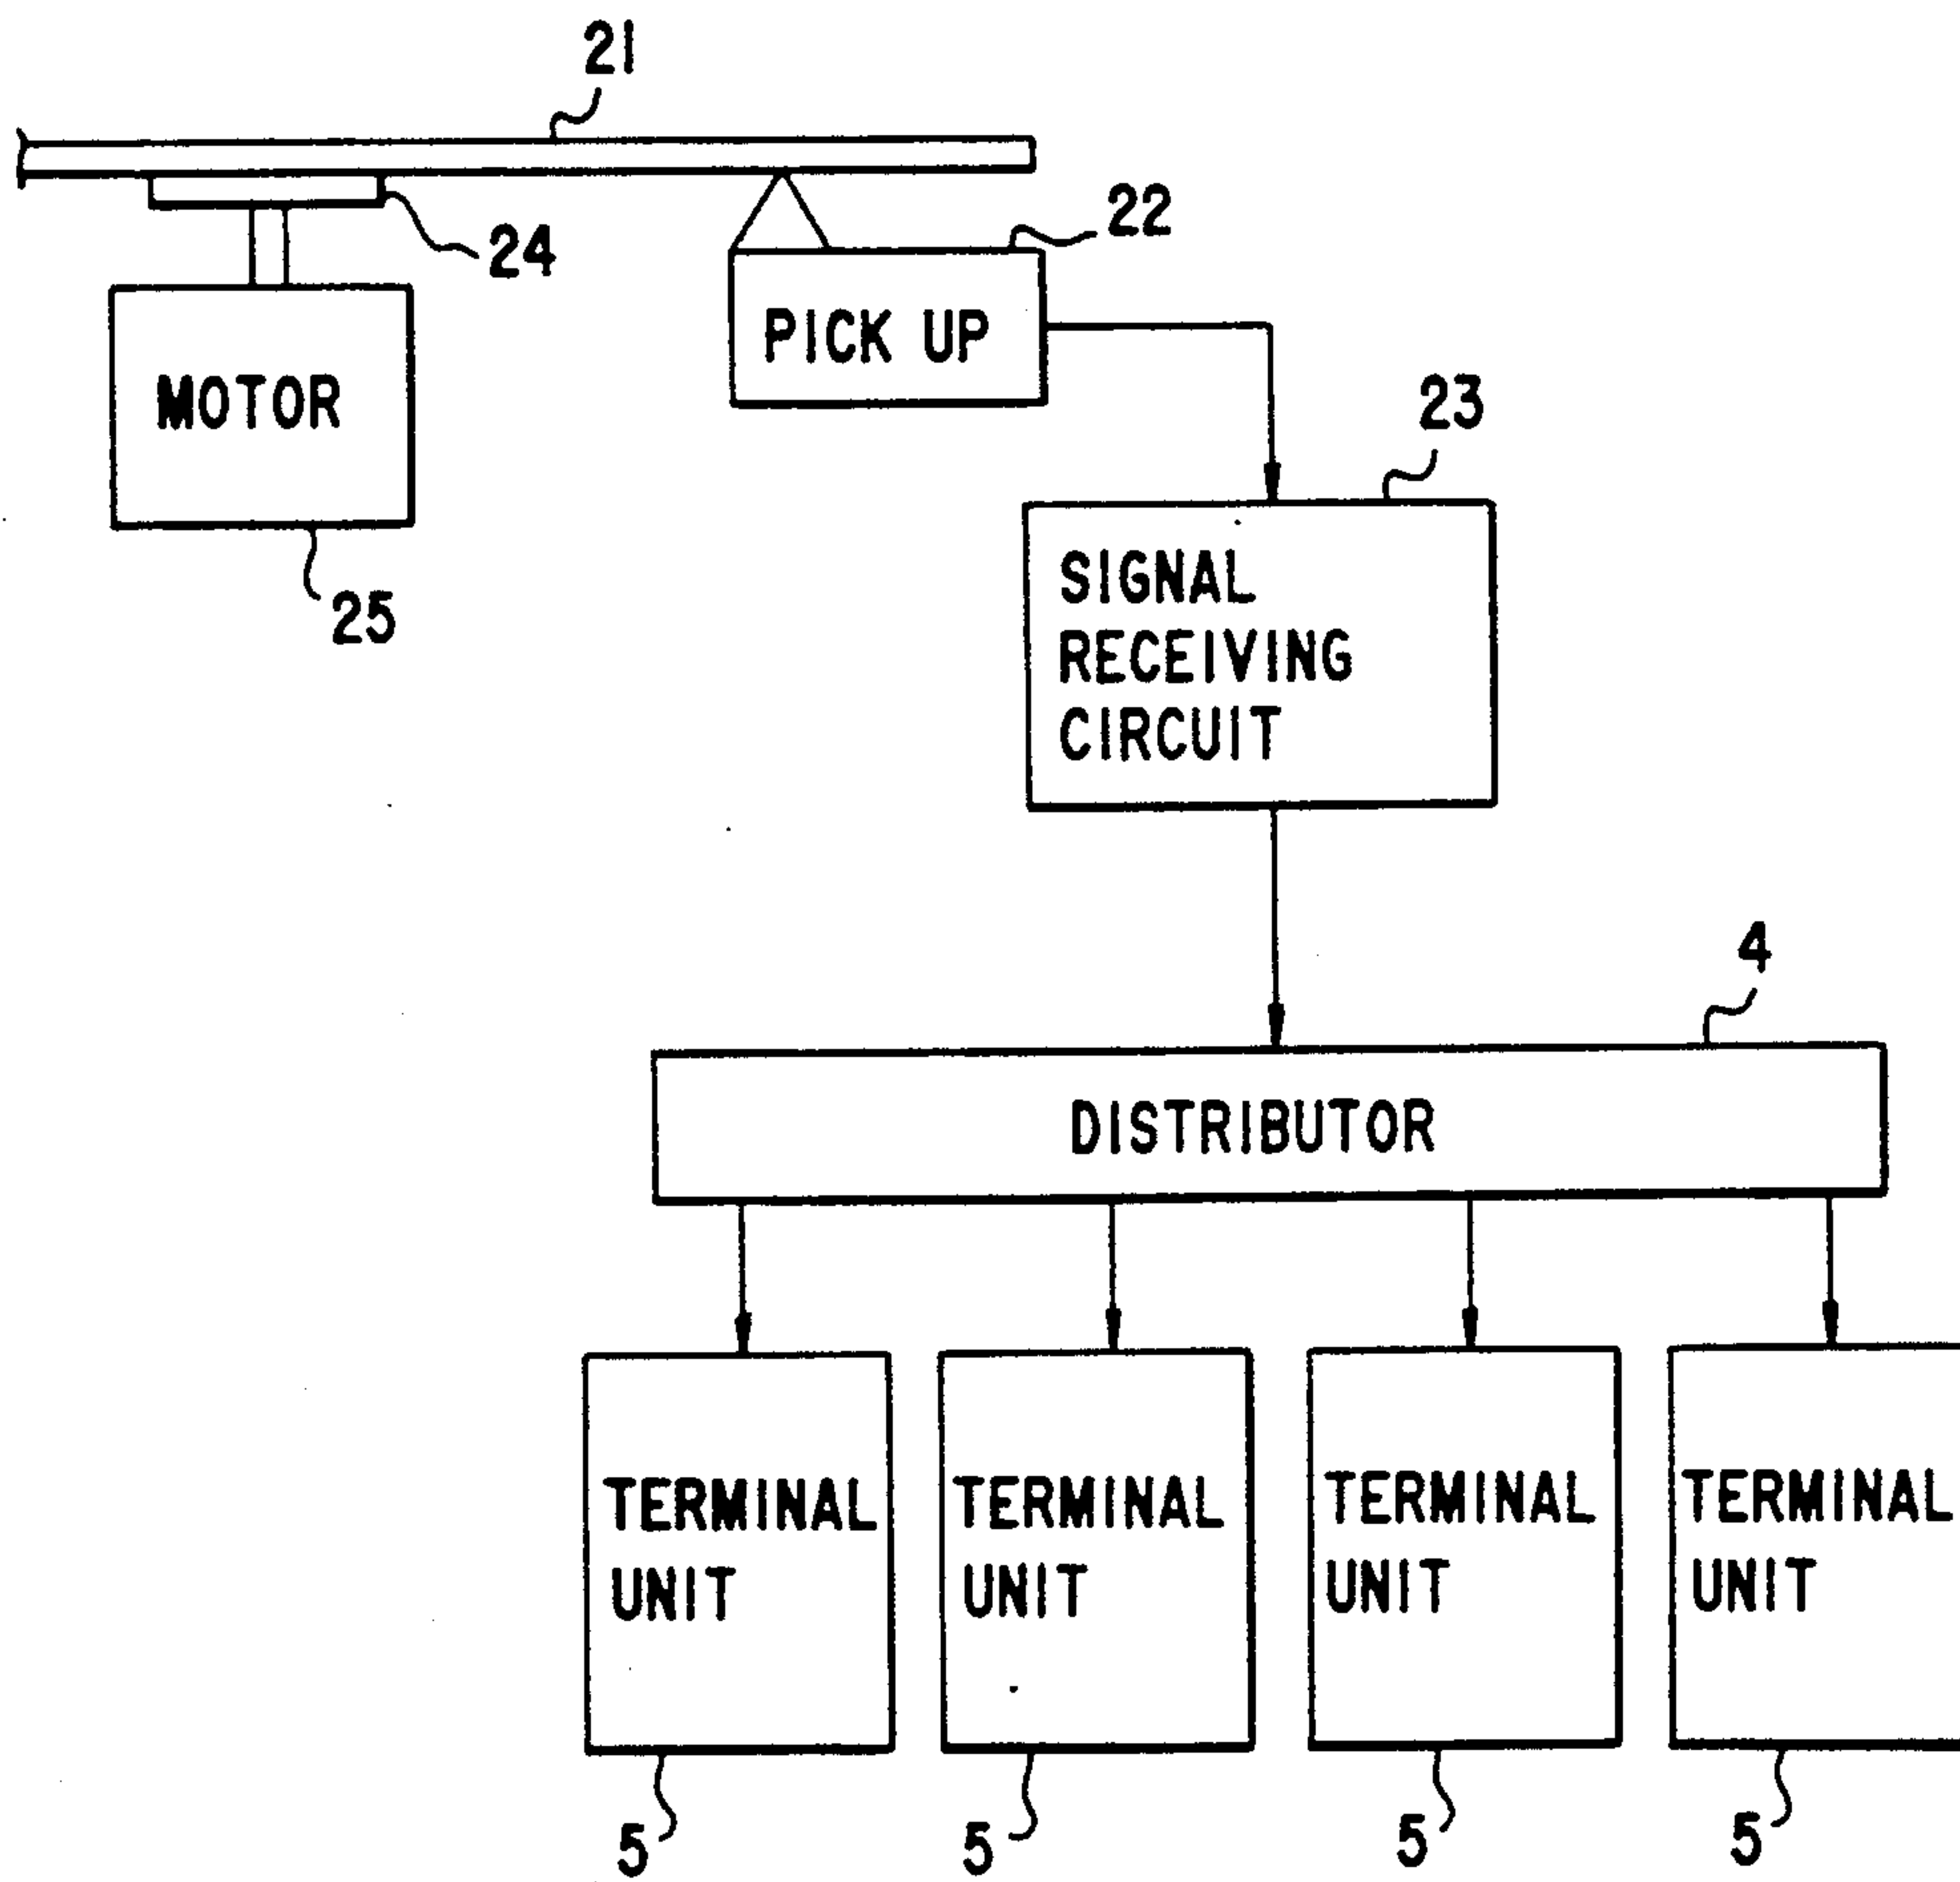 21
22
24
PICK UP
MOTOR
23
SIGNAL
RECEIVING
CIRCUIT
25
4
DISTRIBUTOR
TERMINAL
UNIT
TERMINAL
UNIT
TERMINAL
UNIT
TERMINAL
UNIT
5
5
5
5